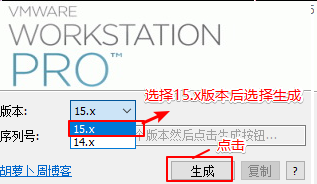 VMWARE
WORKSTATION
PRO™
选择15.x版本后选择生成
版本: 15.x
15.x
14.x
序列号: 版本然后点击生成按钮...
点击
胡萝卜周博客 生成 复制 ?